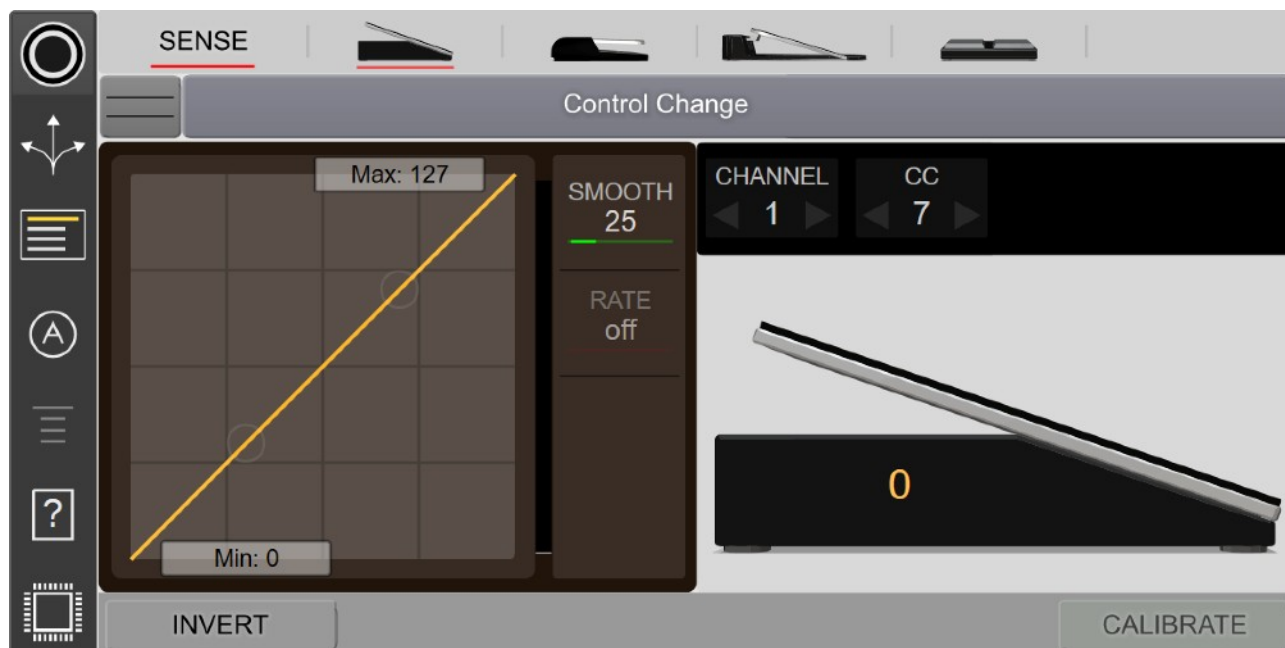 SENSE
Control Change
Max: 127
Min: 0
SMOOTH
25
RATE
off
CHANNEL
1
CC
7
0
A
?
INVERT
CALIBRATE